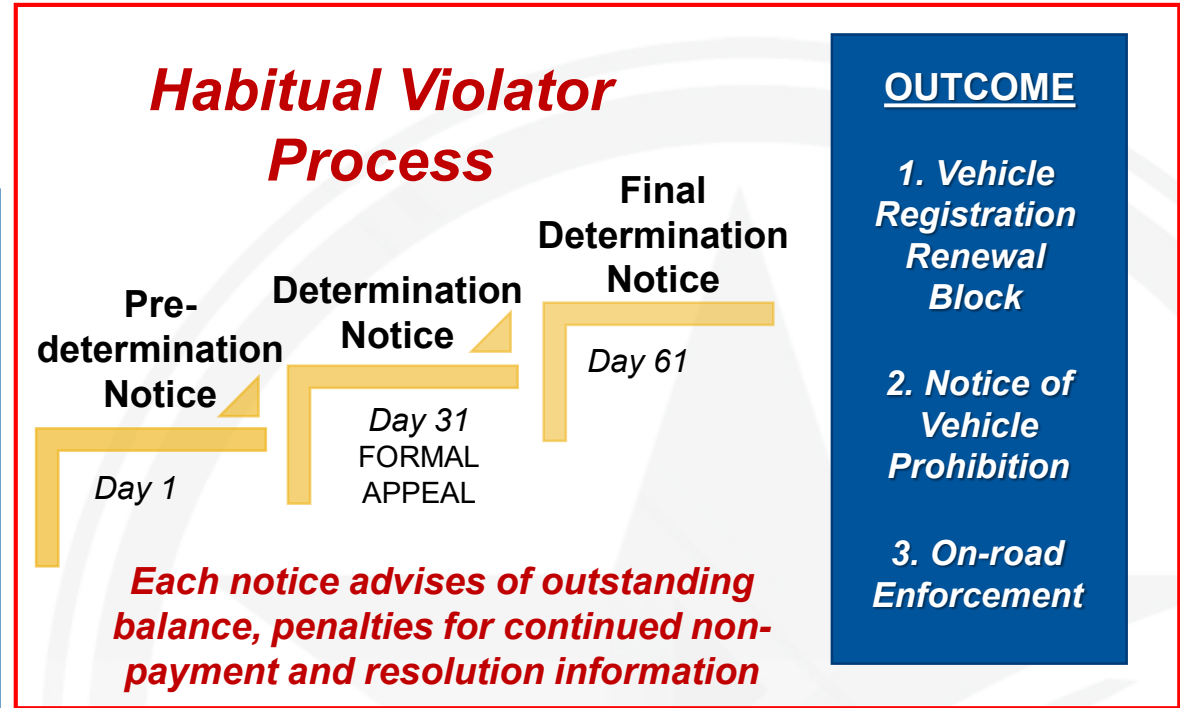 Habitual Violator
Process
Pre-
determination
Notice
Day 1
Determination
Notice
Day 31
FORMAL
APPEAL
Final
Determination
Notice
Day 61
Each notice advises of outstanding
balance, penalties for continued non-
payment and resolution information
OUTCOME
1. Vehicle
Registration
Renewal
Block
2. Notice of
Vehicle
Prohibition
3. On-road
Enforcement